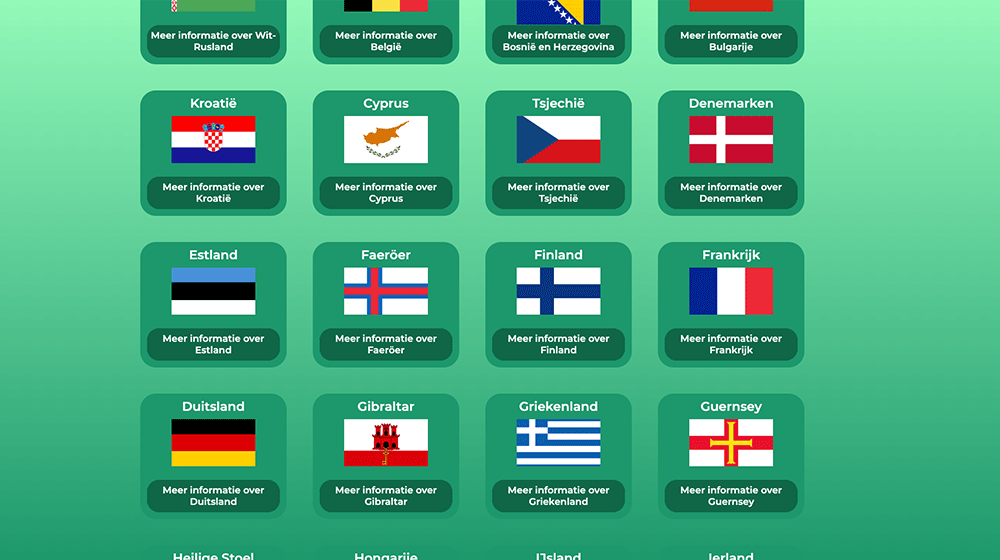 Meer informatie over Wit-
Rusland
Meer informatie over
België
Meer informatie over
Bosnië en Herzegovina
Meer informatie over
Bulgarije
Kroatië
Meer informatie over
Kroatië
Cyprus
Meer informatie over
Cyprus
Tsjechië
Meer informatie over
Tsjechië
Denemarken
Meer informatie over
Denemarken
Estland
Meer informatie over
Estland
Faeröer
Meer informatie over
Faeröer
Finland
Meer informatie over
Finland
Frankrijk
Meer informatie over
Frankrijk
Duitsland
Meer informatie over
Duitsland
Gibraltar
Meer informatie over
Gibraltar
Griekenland
Meer informatie over
Griekenland
Guernsey
Meer informatie over
Guernsey
Heilige Stoel
Hongarije
IJsland
Ierland